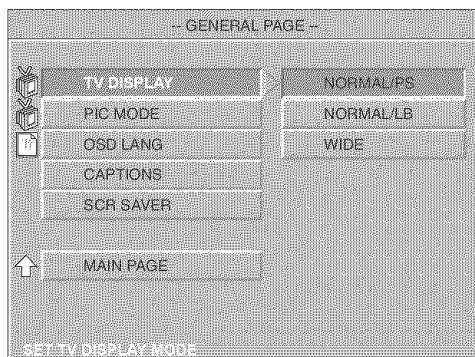 -- GENERAL PAGE --
TV DISPLAY
NORMAL/PS
PIC MODE
NORMAL/LB
OSD LANG
WIDE
CAPTIONS
SCR SAVER
MAIN PAGE
SET TV DISPLAY MODE